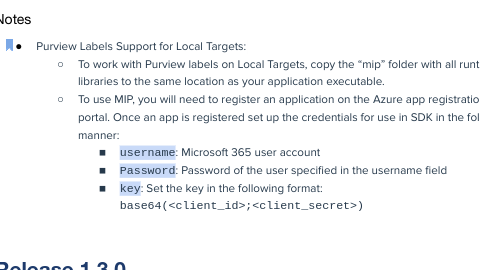 Notes
● Purview Labels Support for Local Targets:
○ To work with Purview labels on Local Targets, copy the “mip” folder with all runt
libraries to the same location as your application executable.
○ To use MIP, you will need to register an application on the Azure app registratio
portal. Once an app is registered set up the credentials for use in SDK in the fol
manner:
■ username: Microsoft 365 user account
■ Password: Password of the user specified in the username field
■ key: Set the key in the following format:
base64(<client_id>;<client_secret>)
Release 1.3.0